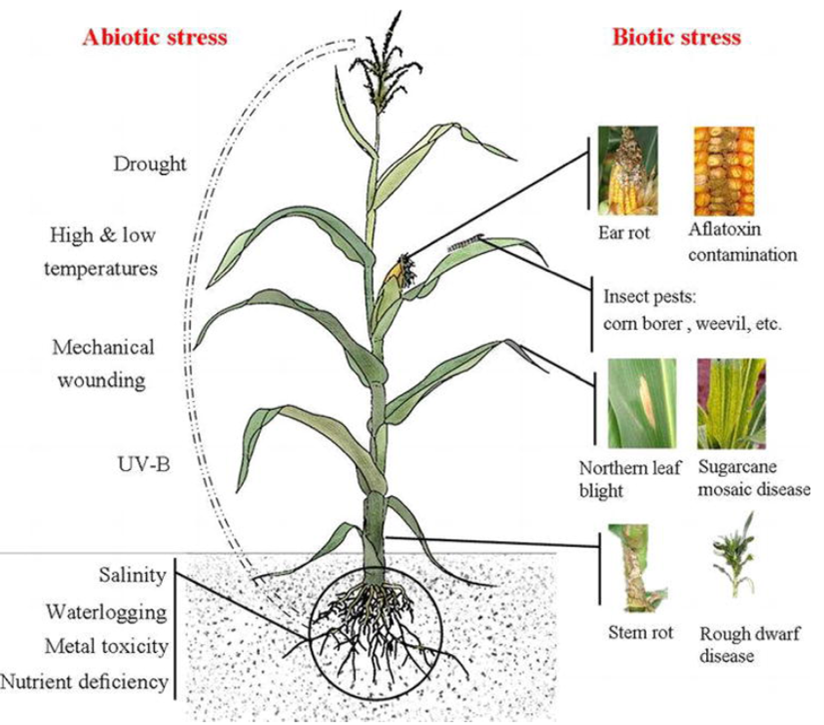 Abiotic stress
Biotic stress
Drought
High & low
temperatures
Mechanical
wounding
UV-B
Salinity
Waterlogging
Metal toxicity
Nutrient deficiency
Ear rot
Aflatoxin
contamination
Insect pests:
corn borer , weevil, etc.
Northern leaf
blight
Sugarcane
mosaic disease
Stem rot
Rough dwarf
disease